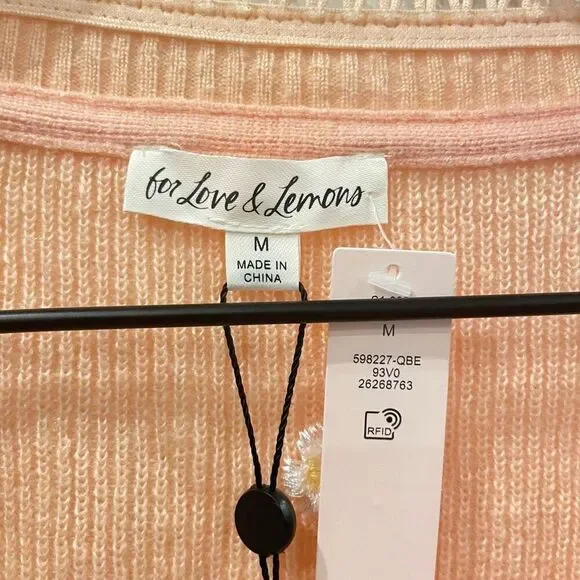 for Love & Lemons
M
MADE IN
CHINA
M
598227-QBE
93V0
26268763
RFID